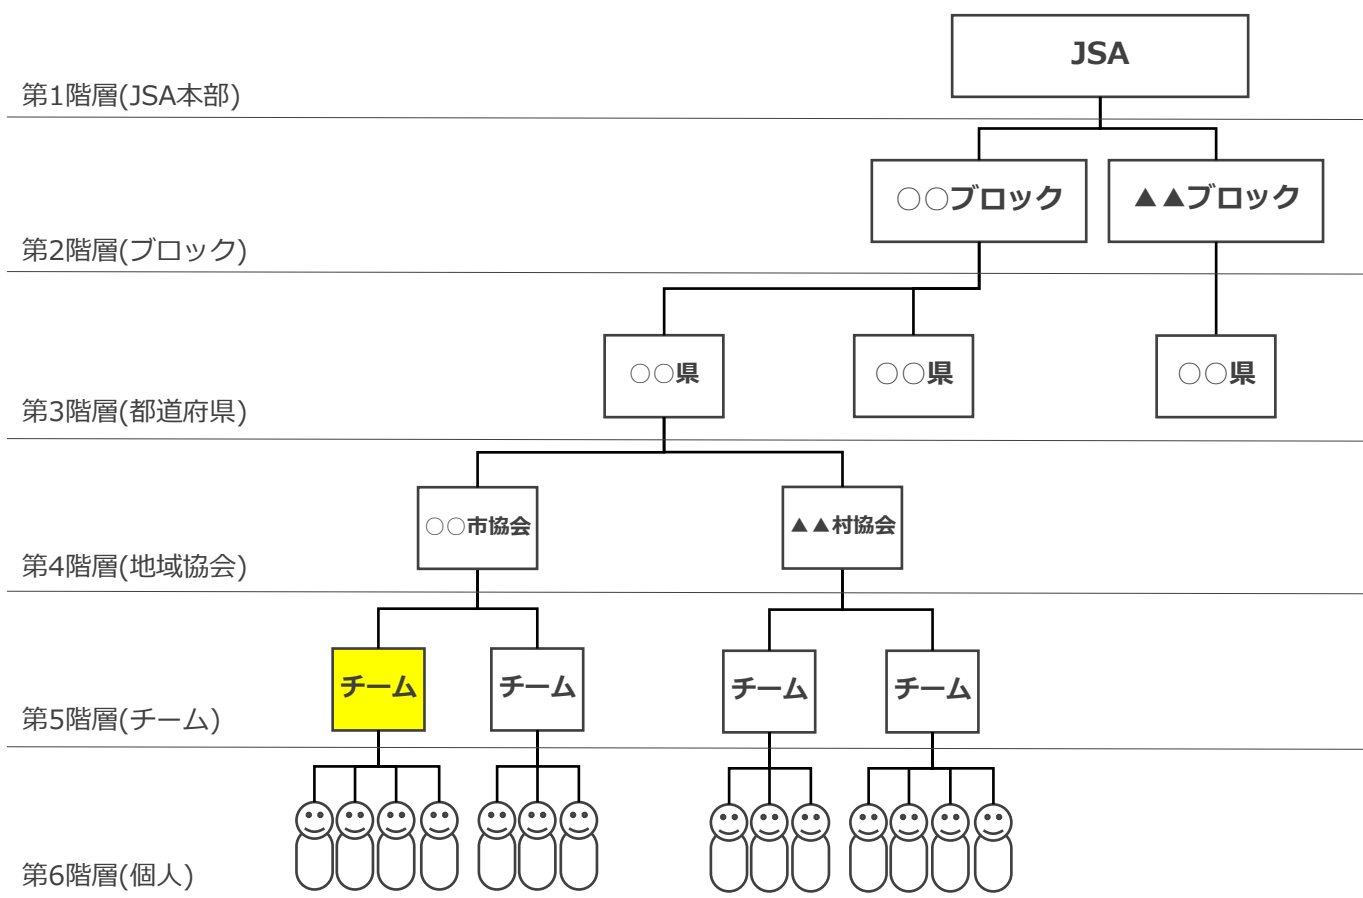 JSA
第1階層(JSA本部)
○○ブロック
▲▲ブロック
第2階層(ブロック)
○○県
○○県
○○県
第3階層(都道府県)
○○市協会
▲▲村協会
第4階層(地域協会)
チーム
チーム
チーム
チーム
第5階層(チーム)
第6階層(個人)